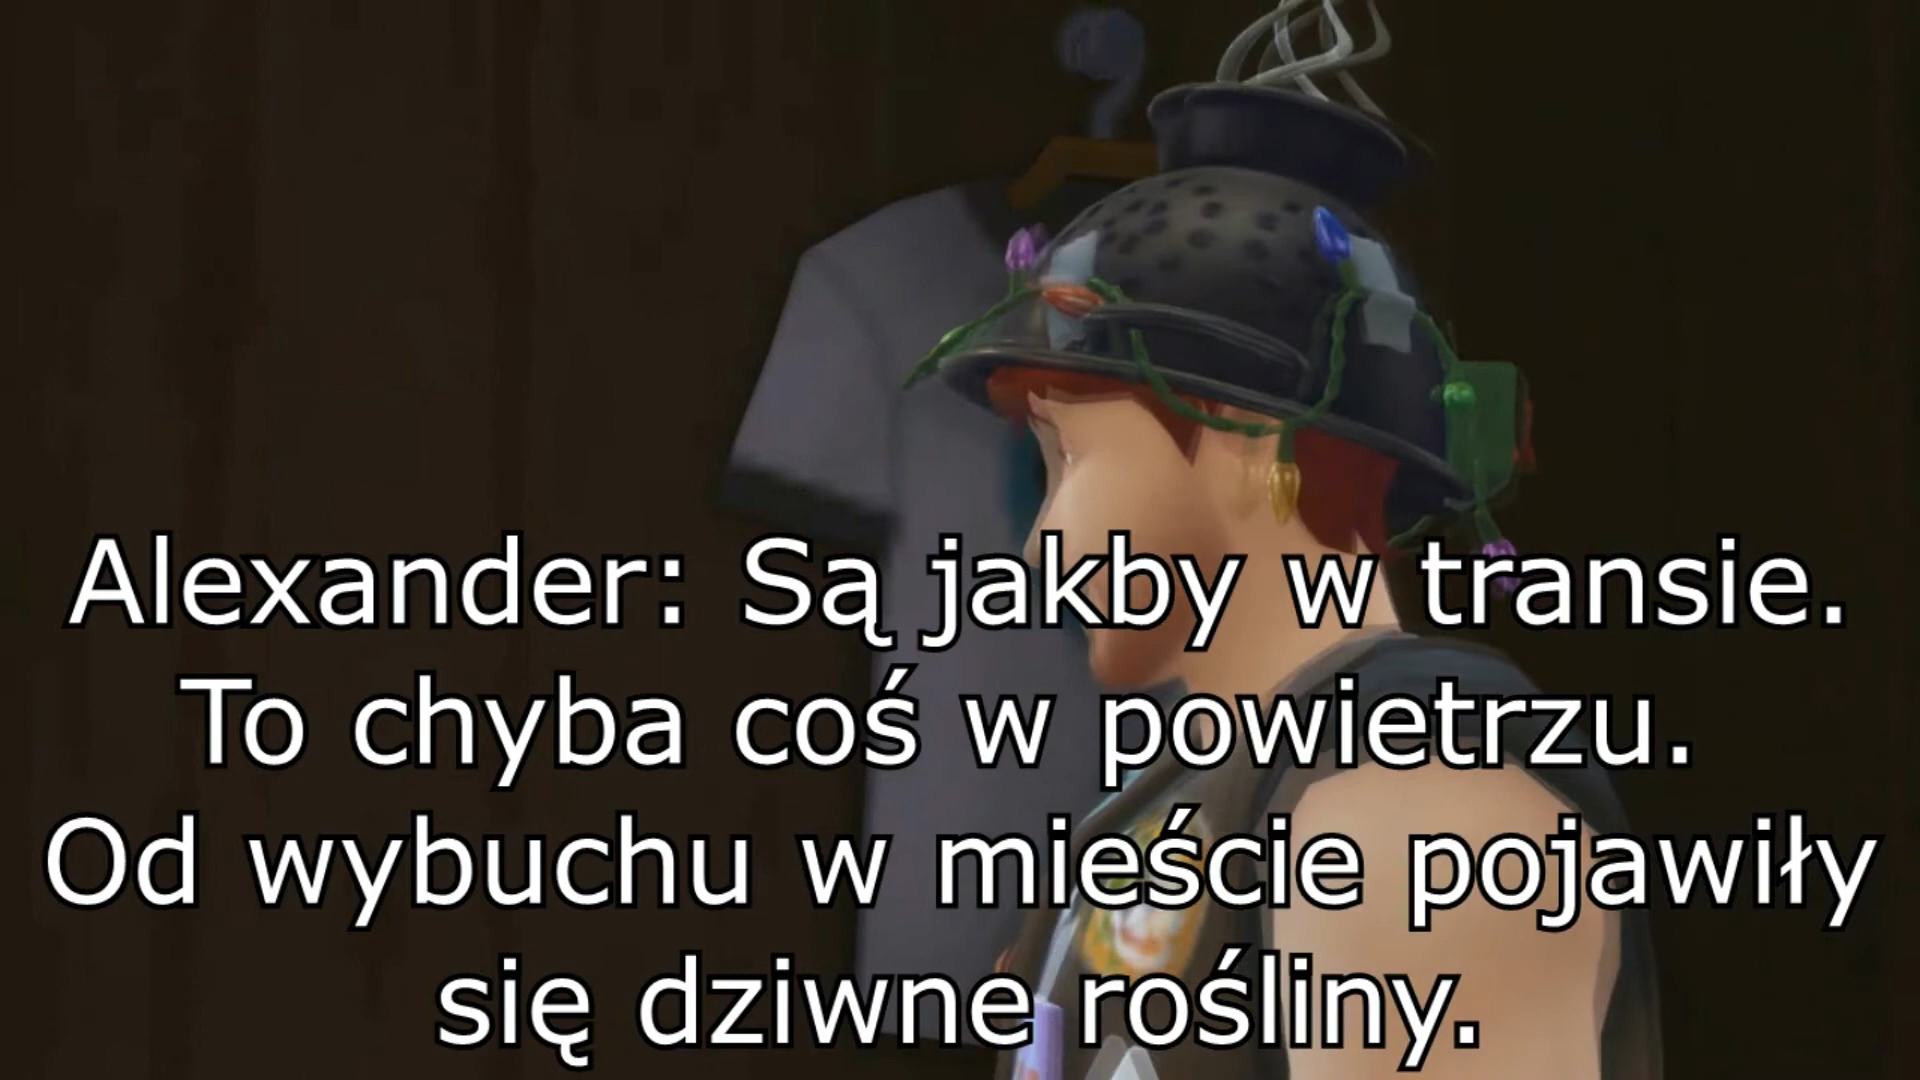 Alexander: Są jakby w transie.
To chyba coś w powietrzu.
Od wybuchu w mieście pojawiły
się dziwne rośliny.